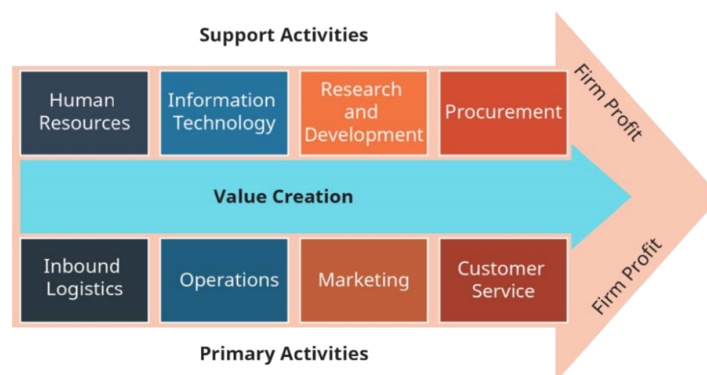 Support Activities
Human
Resources
Information
Technology
Research
and
Development
Procurement
Firm Profit
Value Creation
Inbound
Logistics
Operations
Marketing
Customer
Service
Firm Profit
Primary Activities